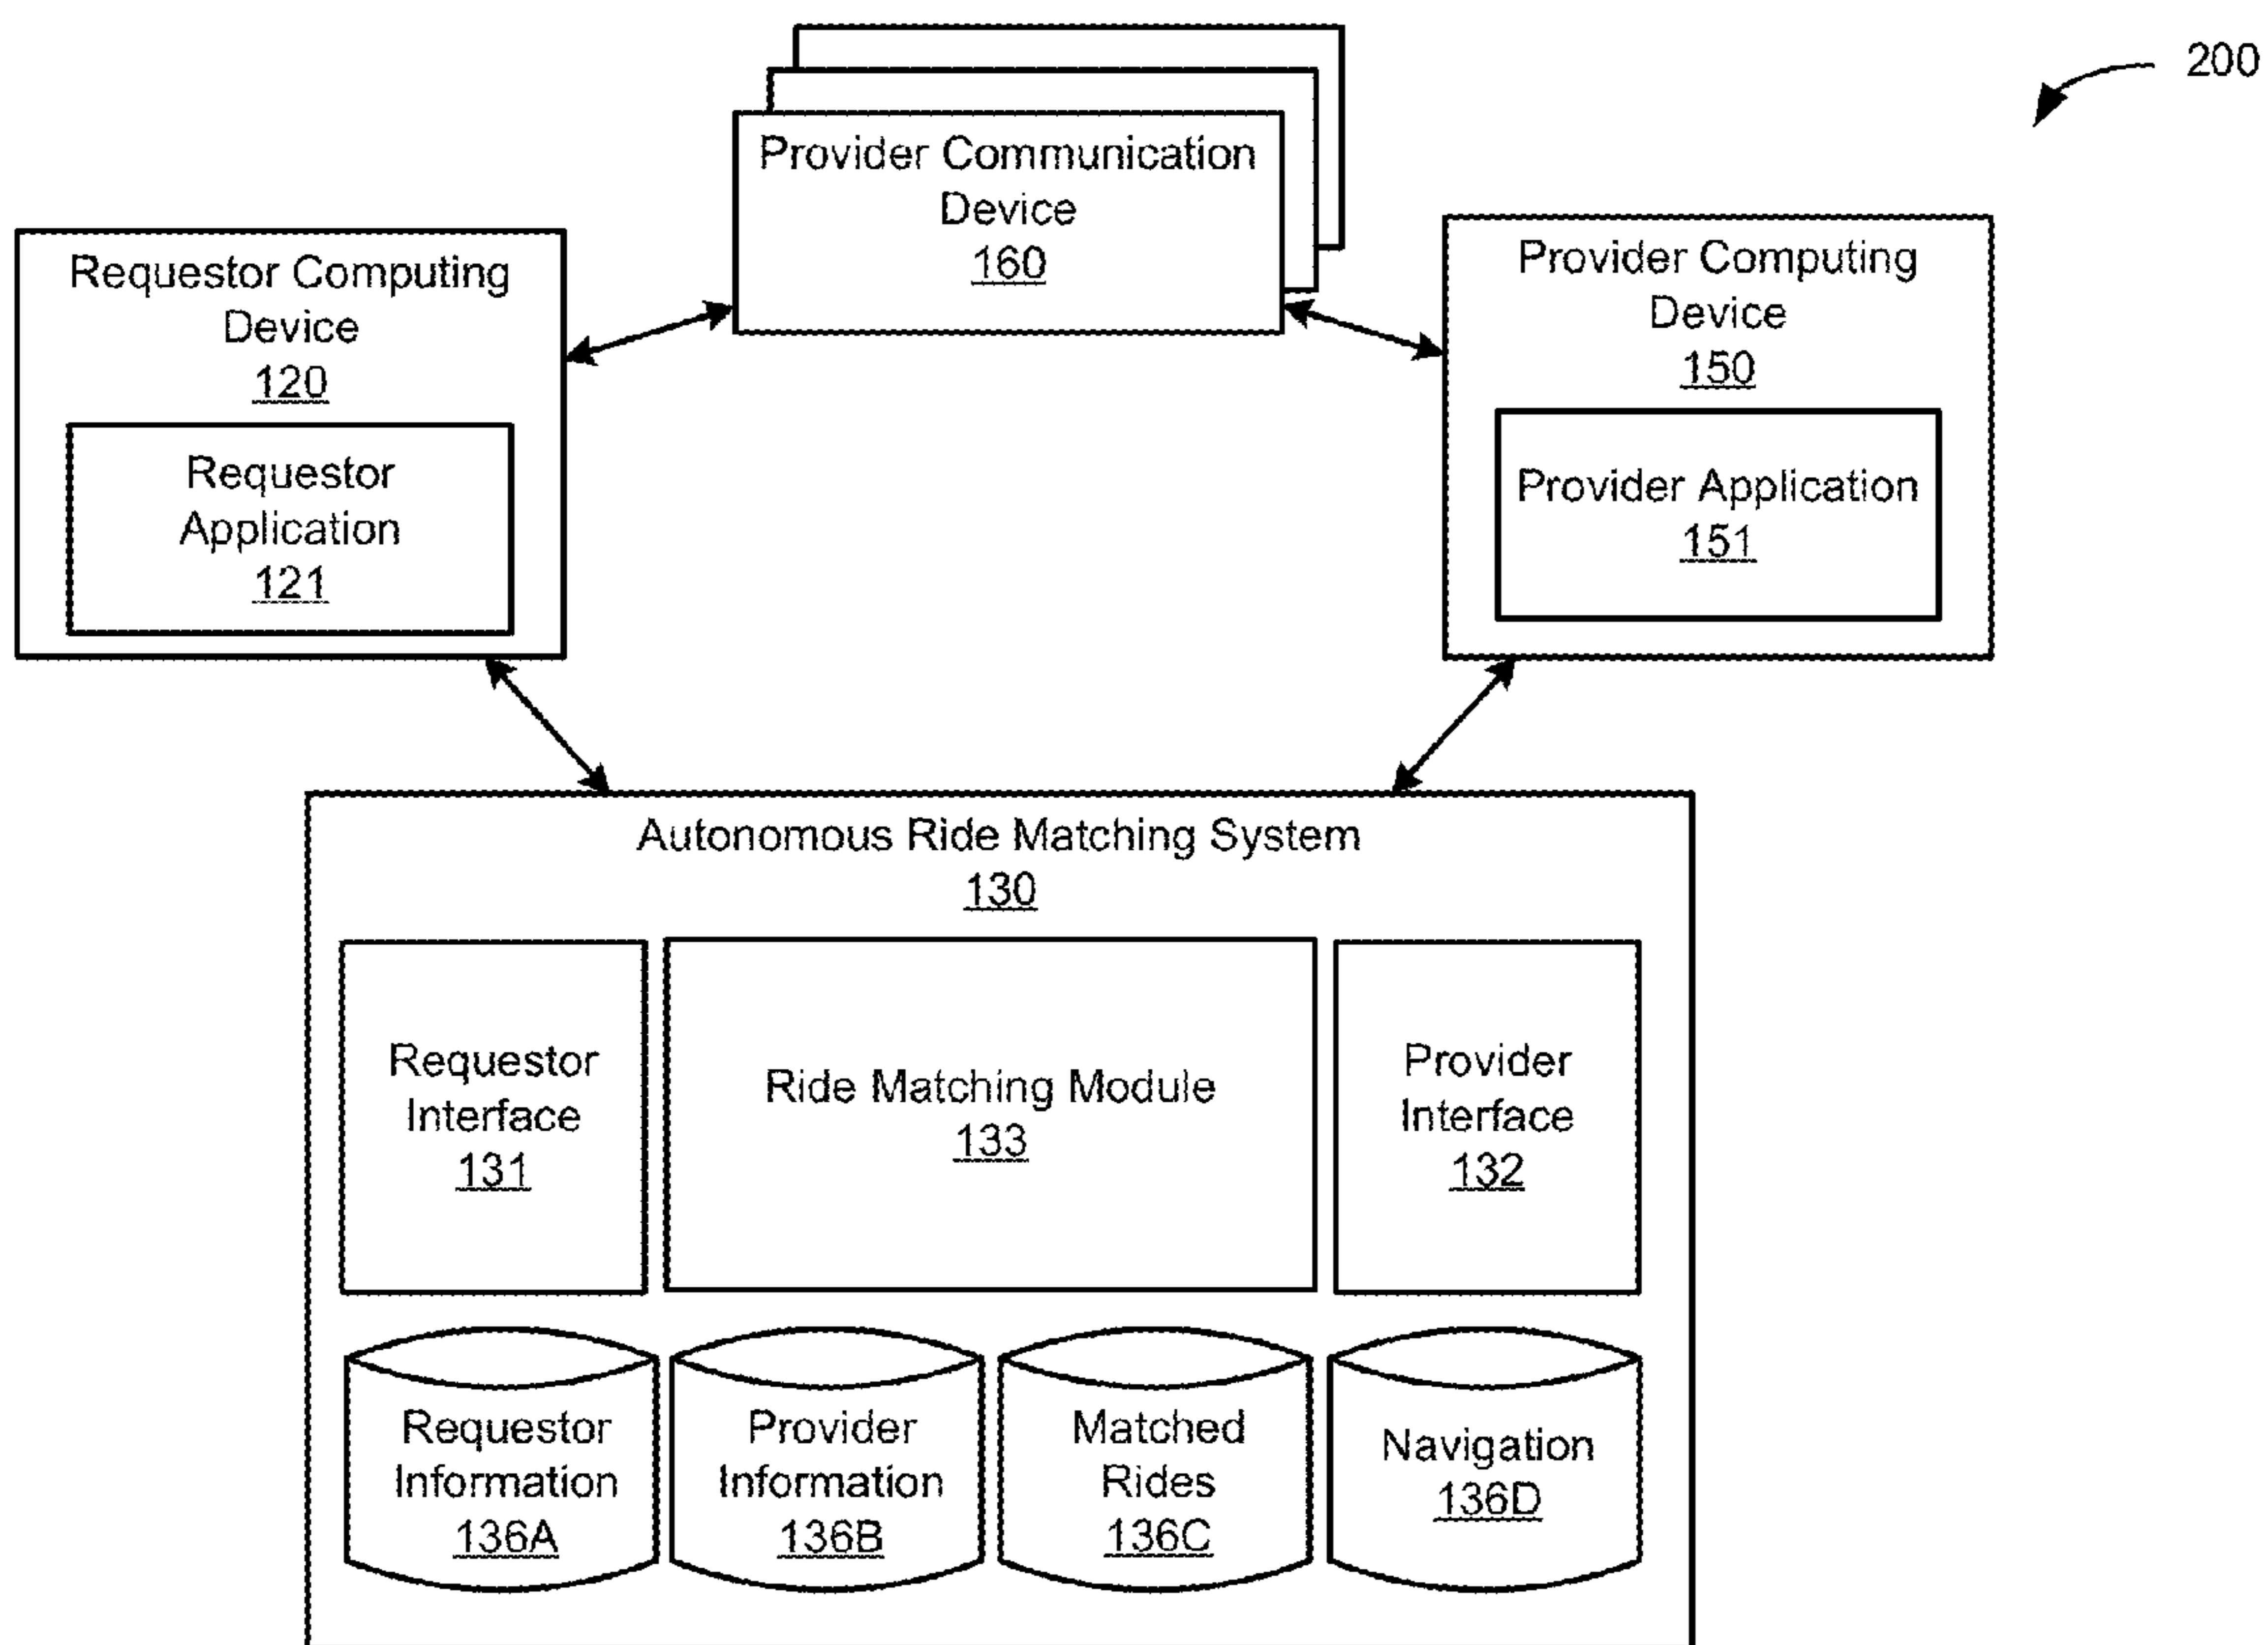 200
Provider Communication
Device
160
Requestor Computing
Device
120
Requestor
Application
121
Provider Computing
Device
150
Provider Application
151
Autonomous Ride Matching System
130
Requestor
Interface
131
Ride Matching Module
133
Provider
Interface
132
Requestor
Information
136A
Provider
Information
136B
Matched
Rides
136C
Navigation
136D